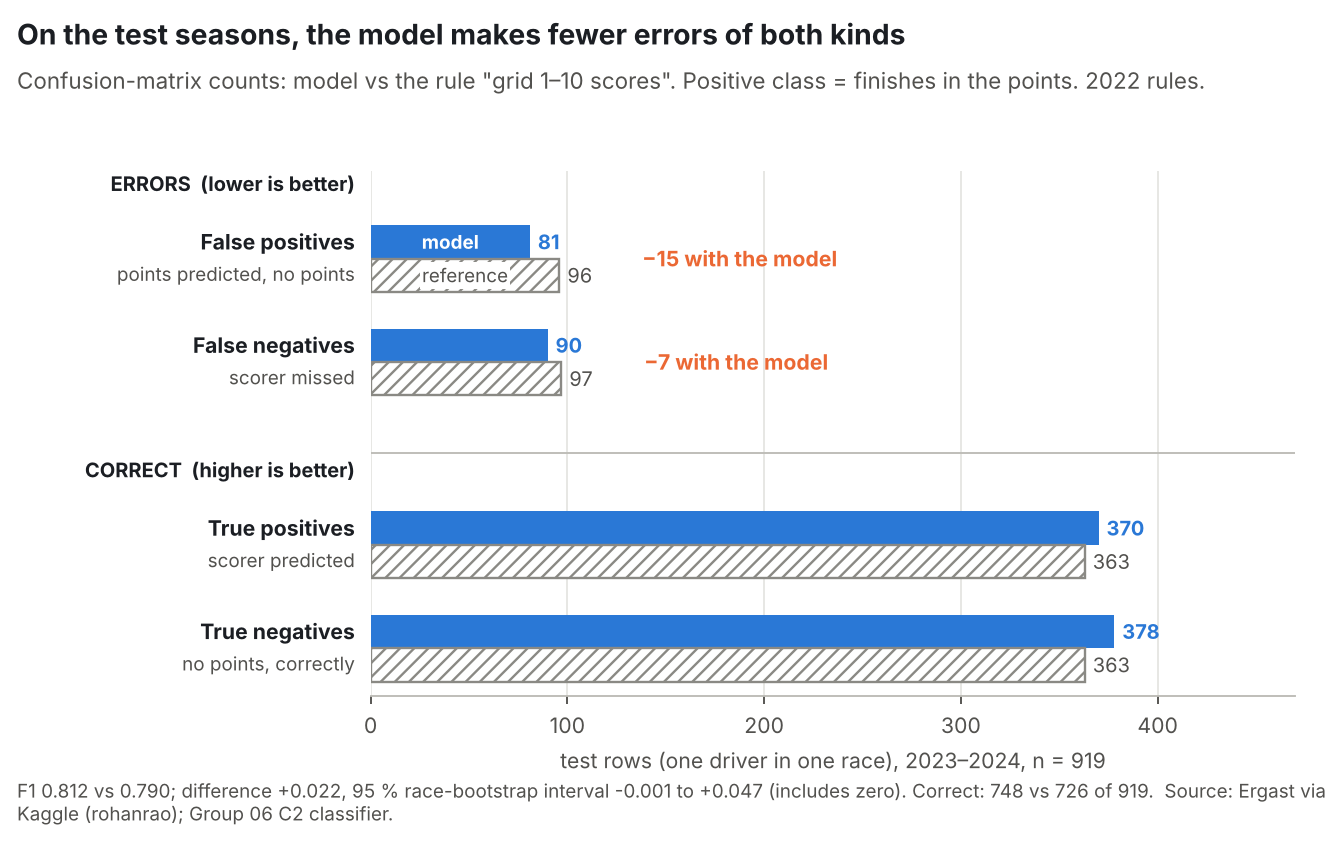 On the test seasons, the model makes fewer errors of both kinds
Confusion-matrix counts: model vs the rule "grid 1–10 scores". Positive class = finishes in the points. 2022 rules.
ERRORS (lower is better)
False positives
points predicted, no points
model
81
reference
96
−15 with the model
False negatives
scorer missed
90
97
−7 with the model
CORRECT (higher is better)
True positives
scorer predicted
370
363
True negatives
no points, correctly
378
363
0 100 200 300 400
test rows (one driver in one race), 2023–2024, n = 919
F1 0.812 vs 0.790; difference +0.022, 95 % race-bootstrap interval -0.001 to +0.047 (includes zero). Correct: 748 vs 726 of 919. Source: Ergast via
Kaggle (rohanrao); Group 06 C2 classifier.